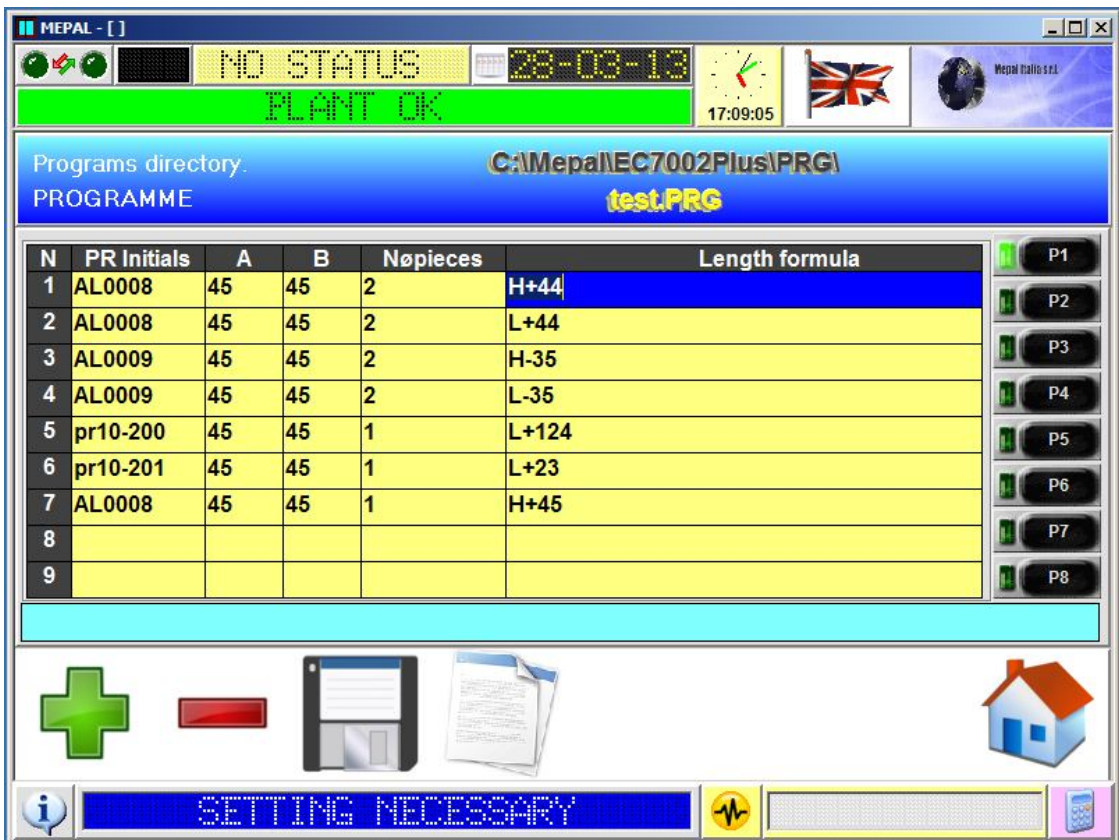 MEPAL - [ ]
NO STATUS
28-03-13
PLANT OK
17:09:05
Mepal Italia s.r.l.
Programs directory.
C:\Mepal\EC7002Plus\PRG\
PROGRAMME
test.PRG
N PR Initials A B Nøpieces Length formula
1 AL0008 45 45 2 H+44
2 AL0008 45 45 2 L+44
3 AL0009 45 45 2 H-35
4 AL0009 45 45 2 L-35
5 pr10-200 45 45 1 L+124
6 pr10-201 45 45 1 L+23
7 AL0008 45 45 1 H+45
8
9
P1
P2
P3
P4
P5
P6
P7
P8
SETTING NECESSARY